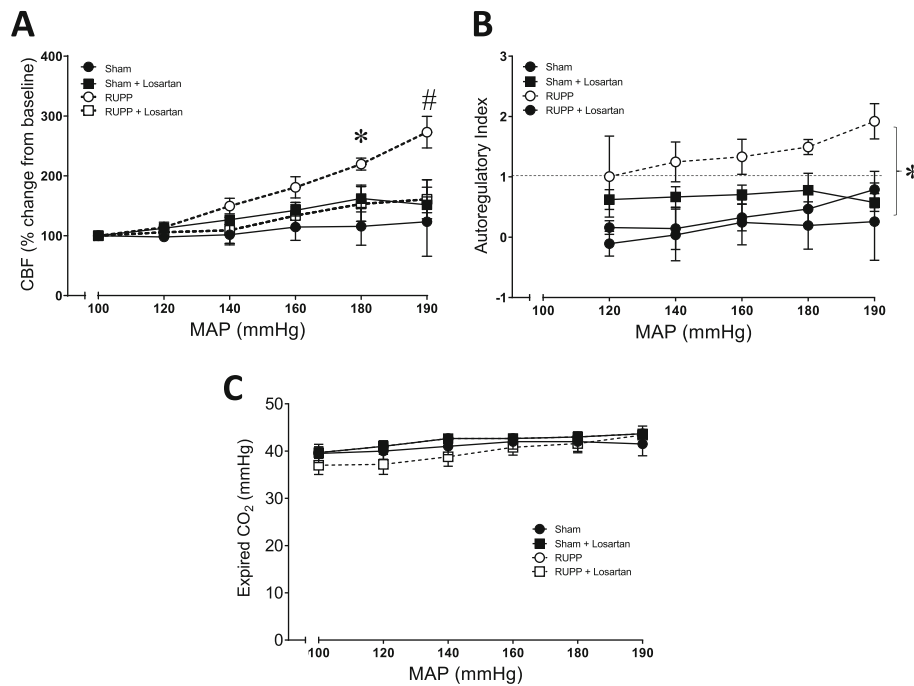 A
CBF (% change from baseline)
400
300
200
100
0
Sham
Sham + Losartan
RUPP
RUPP + Losartan
*
#
100 120 140 160 180 190
MAP (mmHg)
B
Autoregulatory Index
3
2
1
0
-1
Sham
Sham + Losartan
RUPP
RUPP + Losartan
*
100 120 140 160 180 190
MAP (mmHg)
C
Expired CO2 (mmHg)
50
40
30
20
10
0
Sham
Sham + Losartan
RUPP
RUPP + Losartan
100 120 140 160 180 190
MAP (mmHg)